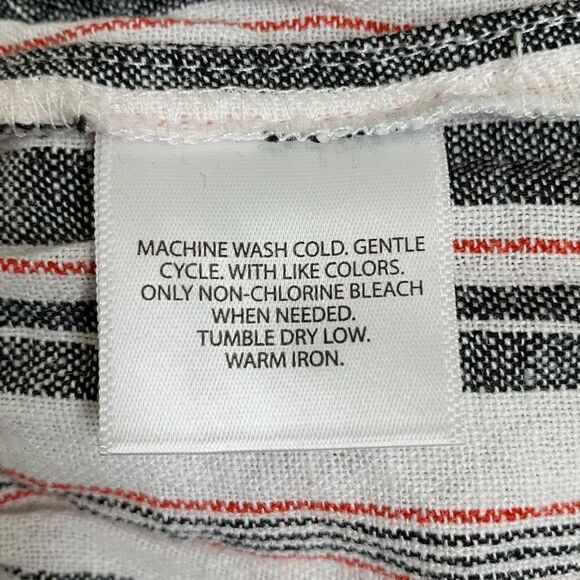 MACHINE WASH COLD. GENTLE
CYCLE. WITH LIKE COLORS.
ONLY NON-CHLORINE BLEACH
WHEN NEEDED.
TUMBLE DRY LOW.
WARM IRON.